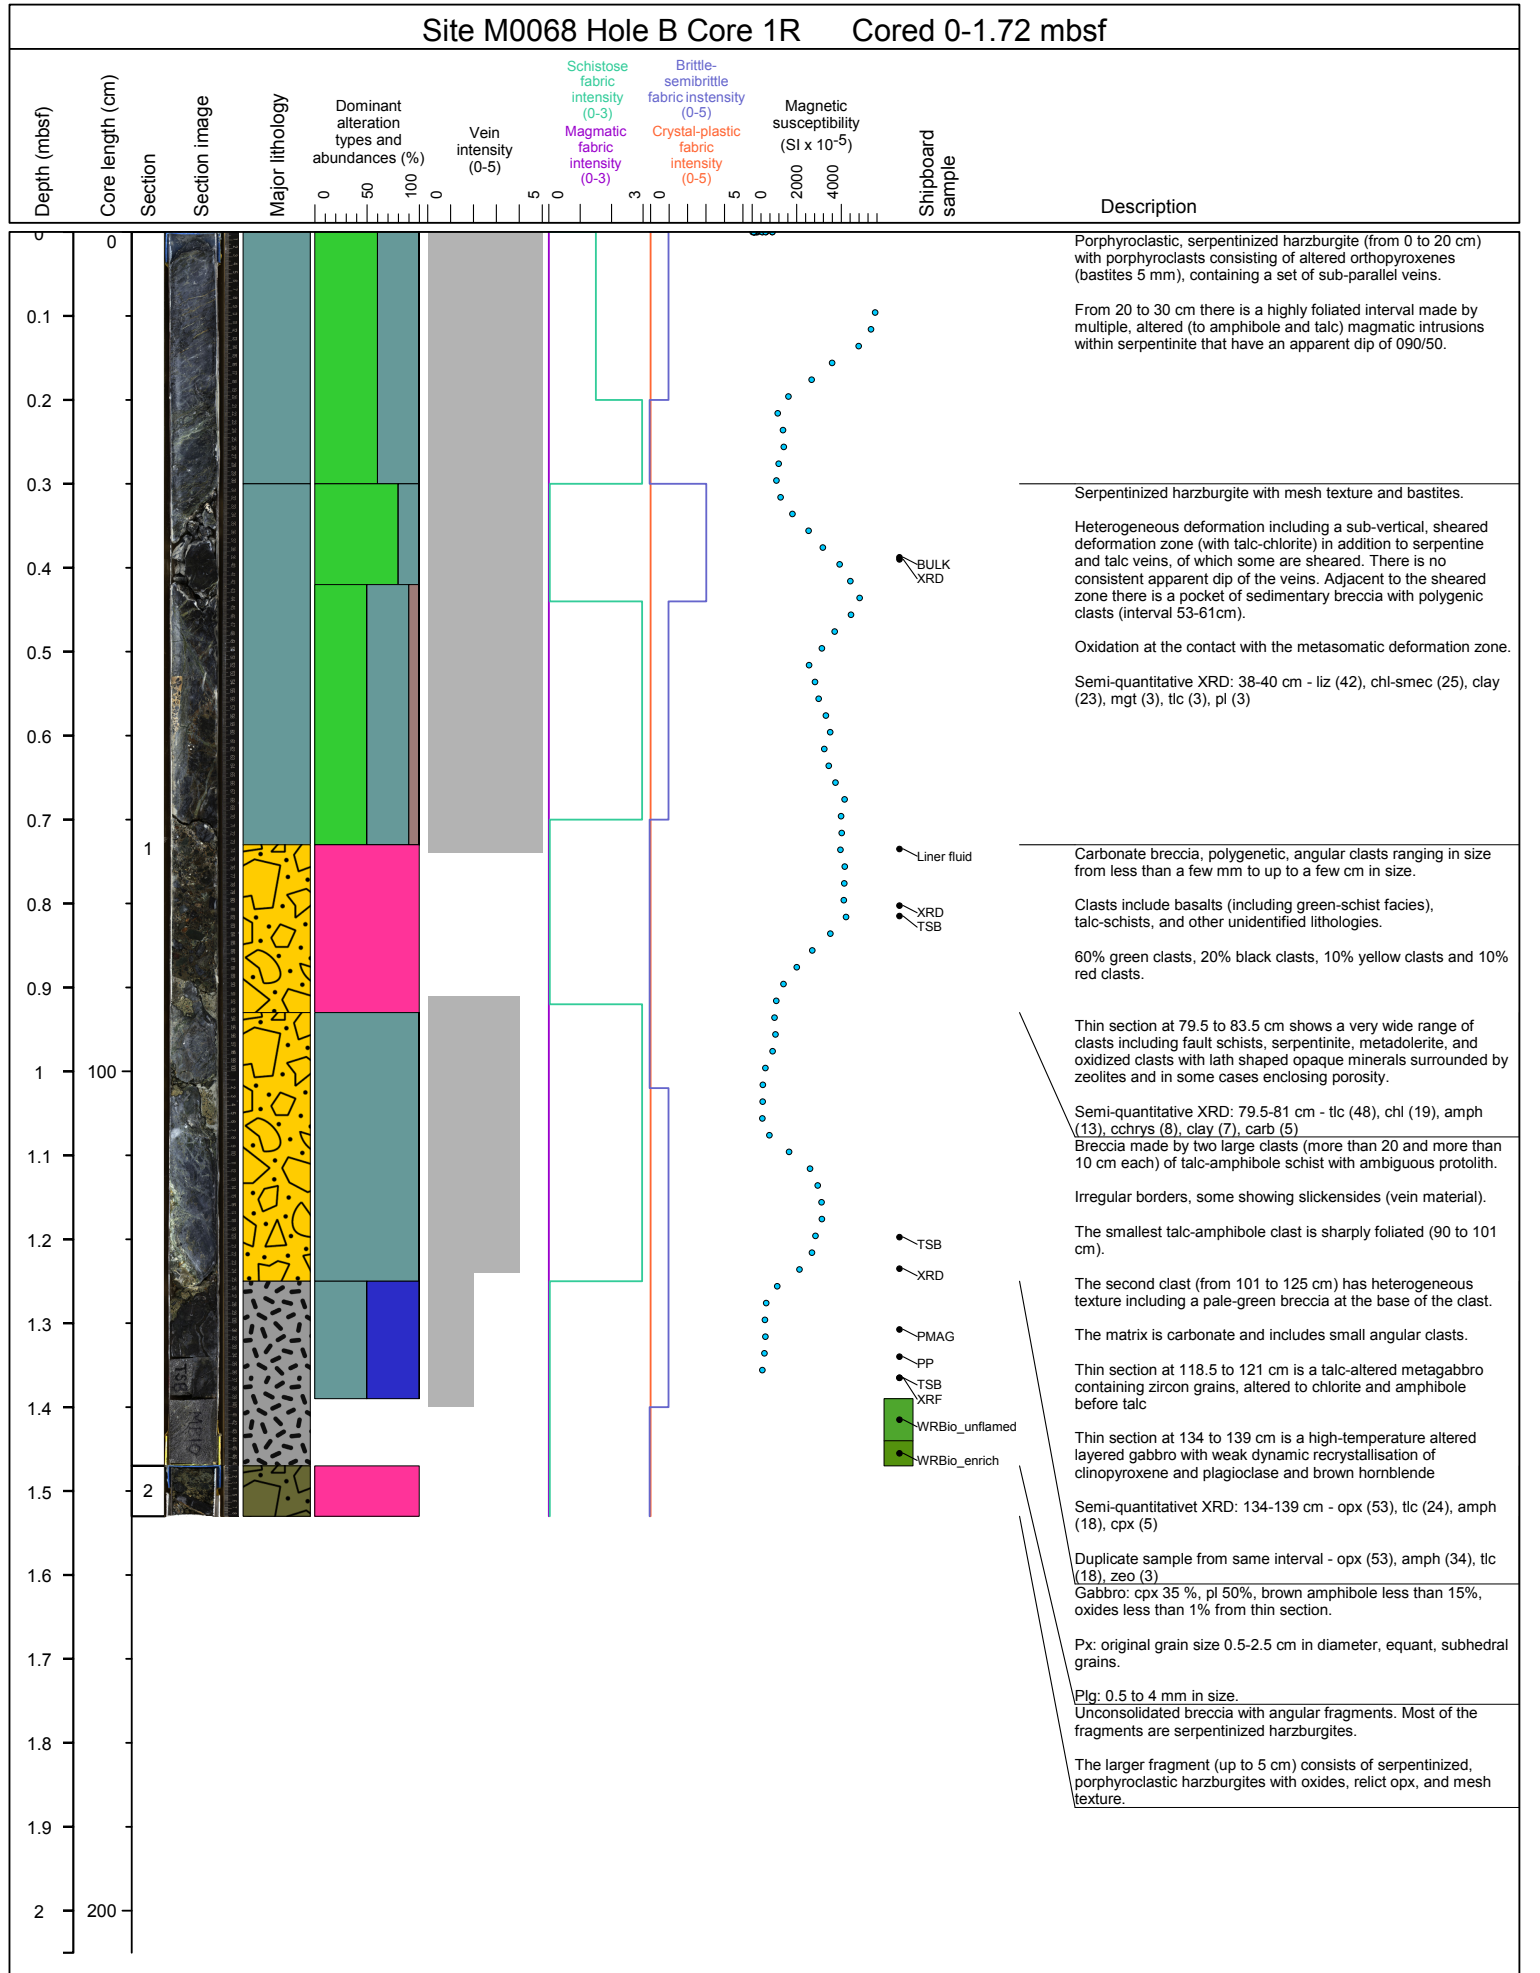 Site M0068 Hole B Core 1R Cored 0-1.72 mbsf
Depth (mbsf)
Core length (cm)
Section
Section image
Major lithology
Dominant
alteration
types and
abundances (%)
0
50
100
Vein
intensity
(0-5)
0
5
Schistose
fabric
intensity
(0-3)
Magmatic
fabric
intensity
(0-3)
0
3
Brittle-
semibrittle
fabric instensity
(0-5)
Crystal-plastic
fabric
intensity
(0-5)
0
5
Magnetic
susceptibility
(SI x 10-5)
0
2000
4000
Shipboard
sample
Description
0
0.1
0.2
0.3
0.4
0.5
0.6
0.7
0.8
0.9
1
1.1
1.2
1.3
1.4
1.5
1.6
1.7
1.8
1.9
2
0
100
200
1
2
TSB
BULK
XRD
Liner fluid
XRD
TSB
TSB
XRD
PMAG
PP
TSB
XRF
WRBio_unflamed
WRBio_enrich
Porphyroclastic, serpentinized harzburgite (from 0 to 20 cm)
with porphyroclasts consisting of altered orthopyroxenes
(bastites 5 mm), containing a set of sub-parallel veins.
From 20 to 30 cm there is a highly foliated interval made by
multiple, altered (to amphibole and talc) magmatic intrusions
within serpentinite that have an apparent dip of 090/50.
Serpentinized harzburgite with mesh texture and bastites.
Heterogeneous deformation including a sub-vertical, sheared
deformation zone (with talc-chlorite) in addition to serpentine
and talc veins, of which some are sheared. There is no
consistent apparent dip of the veins. Adjacent to the sheared
zone there is a pocket of sedimentary breccia with polygenic
clasts (interval 53-61cm).
Oxidation at the contact with the metasomatic deformation zone.
Semi-quantitative XRD: 38-40 cm - liz (42), chl-smec (25), clay
(23), mgt (3), tlc (3), pl (3)
Carbonate breccia, polygenetic, angular clasts ranging in size
from less than a few mm to up to a few cm in size.
Clasts include basalts (including green-schist facies),
talc-schists, and other unidentified lithologies.
60% green clasts, 20% black clasts, 10% yellow clasts and 10%
red clasts.
Thin section at 79.5 to 83.5 cm shows a very wide range of
clasts including fault schists, serpentinite, metadolerite, and
oxidized clasts with lath shaped opaque minerals surrounded by
zeolites and in some cases enclosing porosity.
Semi-quantitative XRD: 79.5-81 cm - tlc (48), chl (19), amph
(13), cchrys (8), clay (7), carb (5)
Breccia made by two large clasts (more than 20 and more than
10 cm each) of talc-amphibole schist with ambiguous protolith.
Irregular borders, some showing slickensides (vein material).
The smallest talc-amphibole clast is sharply foliated (90 to 101
cm).
The second clast (from 101 to 125 cm) has heterogeneous
texture including a pale-green breccia at the base of the clast.
The matrix is carbonate and includes small angular clasts.
Thin section at 118.5 to 121 cm is a talc-altered metagabbro
containing zircon grains, altered to chlorite and amphibole
before talc
Thin section at 134 to 139 cm is a high-temperature altered
layered gabbro with weak dynamic recrystallisation of
clinopyroxene and plagioclase and brown hornblende
Semi-quantitativet XRD: 134-139 cm - opx (53), tlc (24), amph
(18), cpx (5)
Duplicate sample from same interval - opx (53), amph (34), tlc
(18), zeo (3)
Gabbro: cpx 35 %, pl 50%, brown amphibole less than 15%,
oxides less than 1% from thin section.
Px: original grain size 0.5-2.5 cm in diameter, equant, subhedral
grains.
Plg: 0.5 to 4 mm in size.
Unconsolidated breccia with angular fragments. Most of the
fragments are serpentinized harzburgites.
The larger fragment (up to 5 cm) consists of serpentinized,
porphyroclastic harzburgites with oxides, relict opx, and mesh
texture.